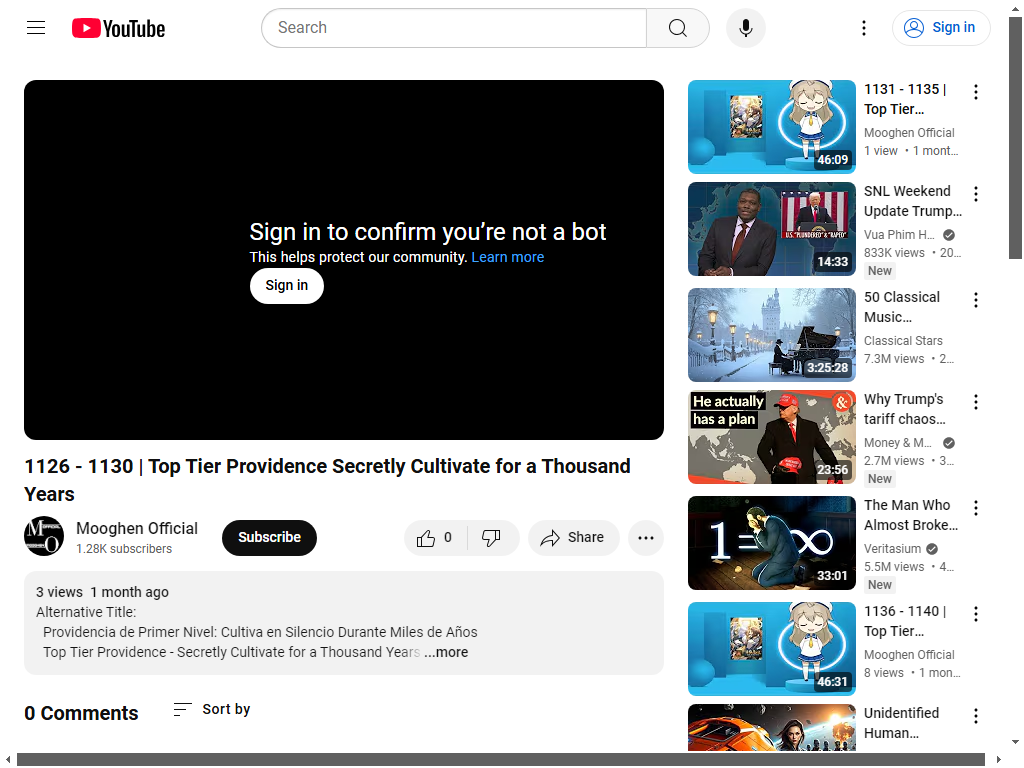 YouTube
Search
Sign in
Sign in to confirm you're not a bot
This helps protect our community. Learn more
Sign in
1126 - 1130 | Top Tier Providence Secretly Cultivate for a Thousand
Years
Mooghen Official
1.28K subscribers
Subscribe
0
Share
3 views 1 month ago
Alternative Title:
Providencia de Primer Nivel: Cultiva en Silencio Durante Miles de Años
Top Tier Providence - Secretly Cultivate for a Thousand Years ...more
0 Comments
Sort by
46:09
1131 - 1135 |
Top Tier...
Mooghen Official
1 view • 1 mont...
U.S. "PLUNDERED" & "RAPED"
14:33
SNL Weekend
Update Trump...
Vua Phim H...
833K views • 20...
New
3:25:28
50 Classical
Music...
Classical Stars
7.3M views • 2...
He actually
has a plan
&
23:56
Why Trump's
tariff chaos...
Money & M...
2.7M views • 3...
New
1 = ∞
33:01
The Man Who
Almost Broke...
Veritasium
5.5M views • 4...
New
46:31
1136 - 1140 |
Top Tier...
Mooghen Official
8 views • 1 mon...
Unidentified
Human...